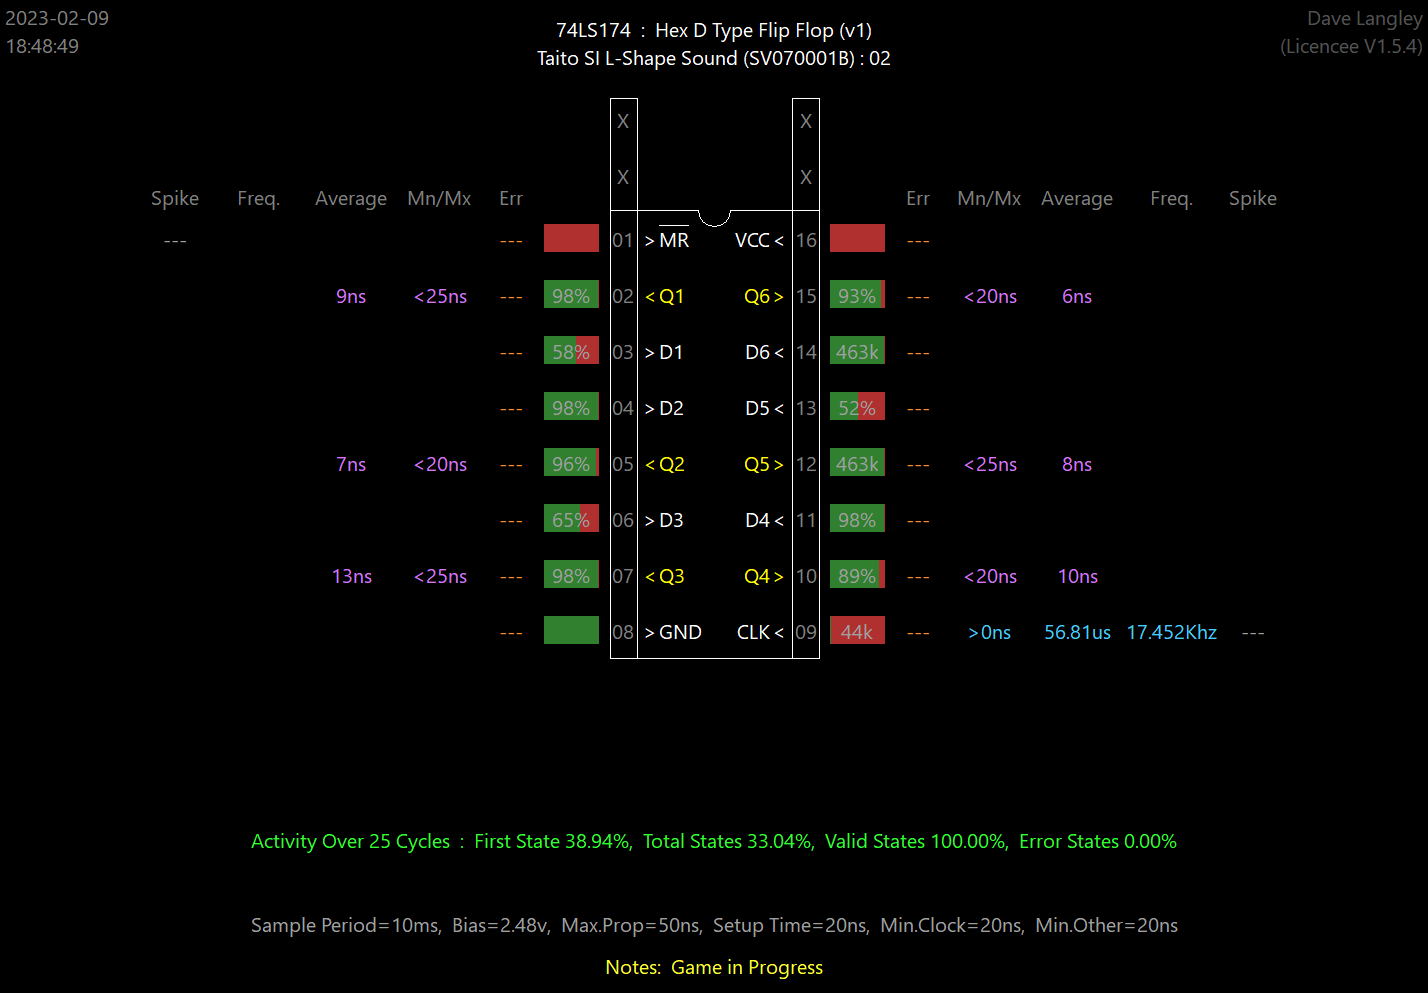 2023-02-09
18:48:49
74LS174 : Hex D Type Flip Flop (v1)
Taito SI L-Shape Sound (SV070001B) : 02
Dave Langley
(Licencee V1.5.4)
X X
X X
Spike Freq. Average Mn/Mx Err Err Mn/Mx Average Freq. Spike
--- --- 01 > MR VCC < 16 ---
9ns <25ns --- 98% 02 < Q1 Q6 > 15 93% --- <20ns 6ns
--- 58% 03 > D1 D6 < 14 463k ---
--- 98% 04 > D2 D5 < 13 52% ---
7ns <20ns --- 96% 05 < Q2 Q5 > 12 463k --- <25ns 8ns
--- 65% 06 > D3 D4 < 11 98% ---
13ns <25ns --- 98% 07 < Q3 Q4 > 10 89% --- <20ns 10ns
--- 08 > GND CLK < 09 44k --- >0ns 56.81us 17.452Khz ---
Activity Over 25 Cycles : First State 38.94%, Total States 33.04%, Valid States 100.00%, Error States 0.00%
Sample Period=10ms, Bias=2.48v, Max.Prop=50ns, Setup Time=20ns, Min.Clock=20ns, Min.Other=20ns
Notes: Game in Progress